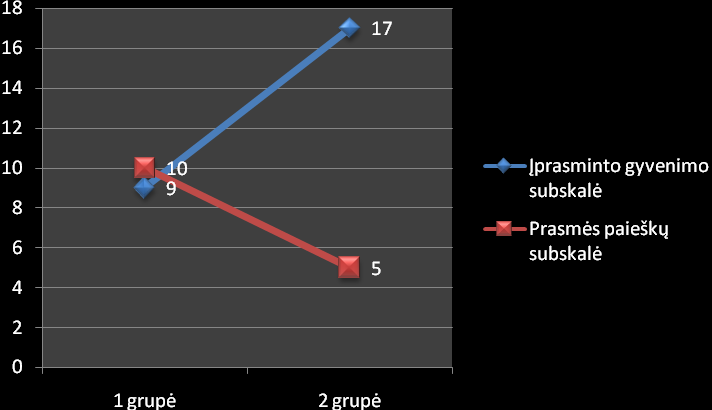 18
16
14
12
10
8
6
4
2
0
17
10
9
5
1 grupė
2 grupė
Įprasminto gyvenimo
subskalė
Prasmės paieškų
subskalė